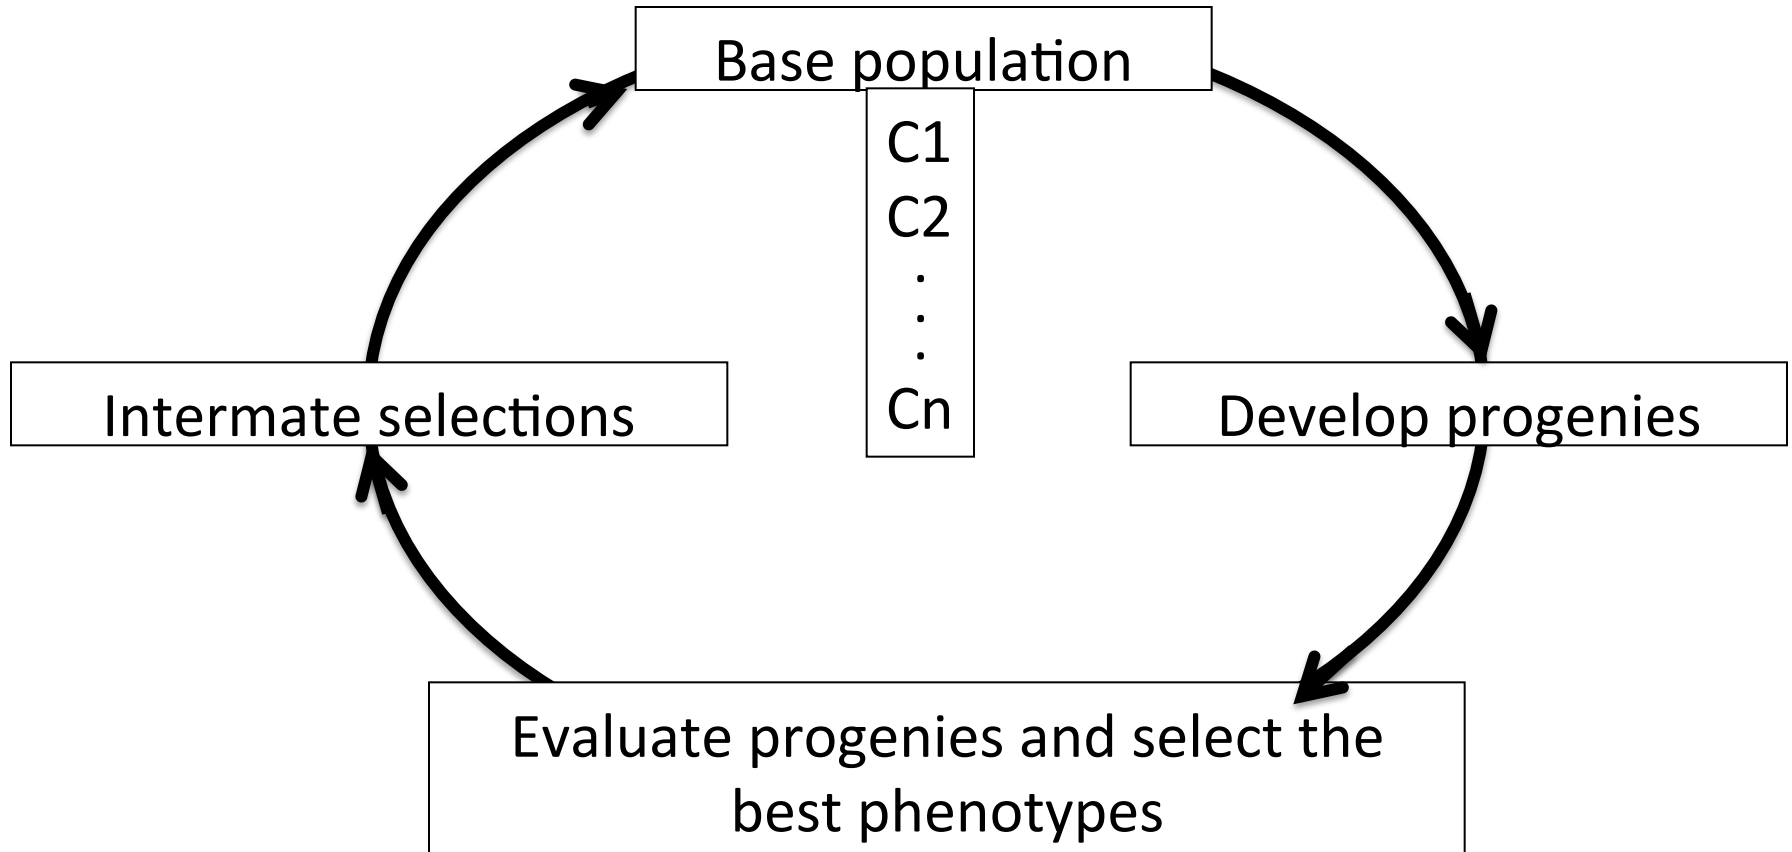 Base population
C1
C2
.
.
.
Cn
Intermate selections
Develop progenies
Evaluate progenies and select the
best phenotypes